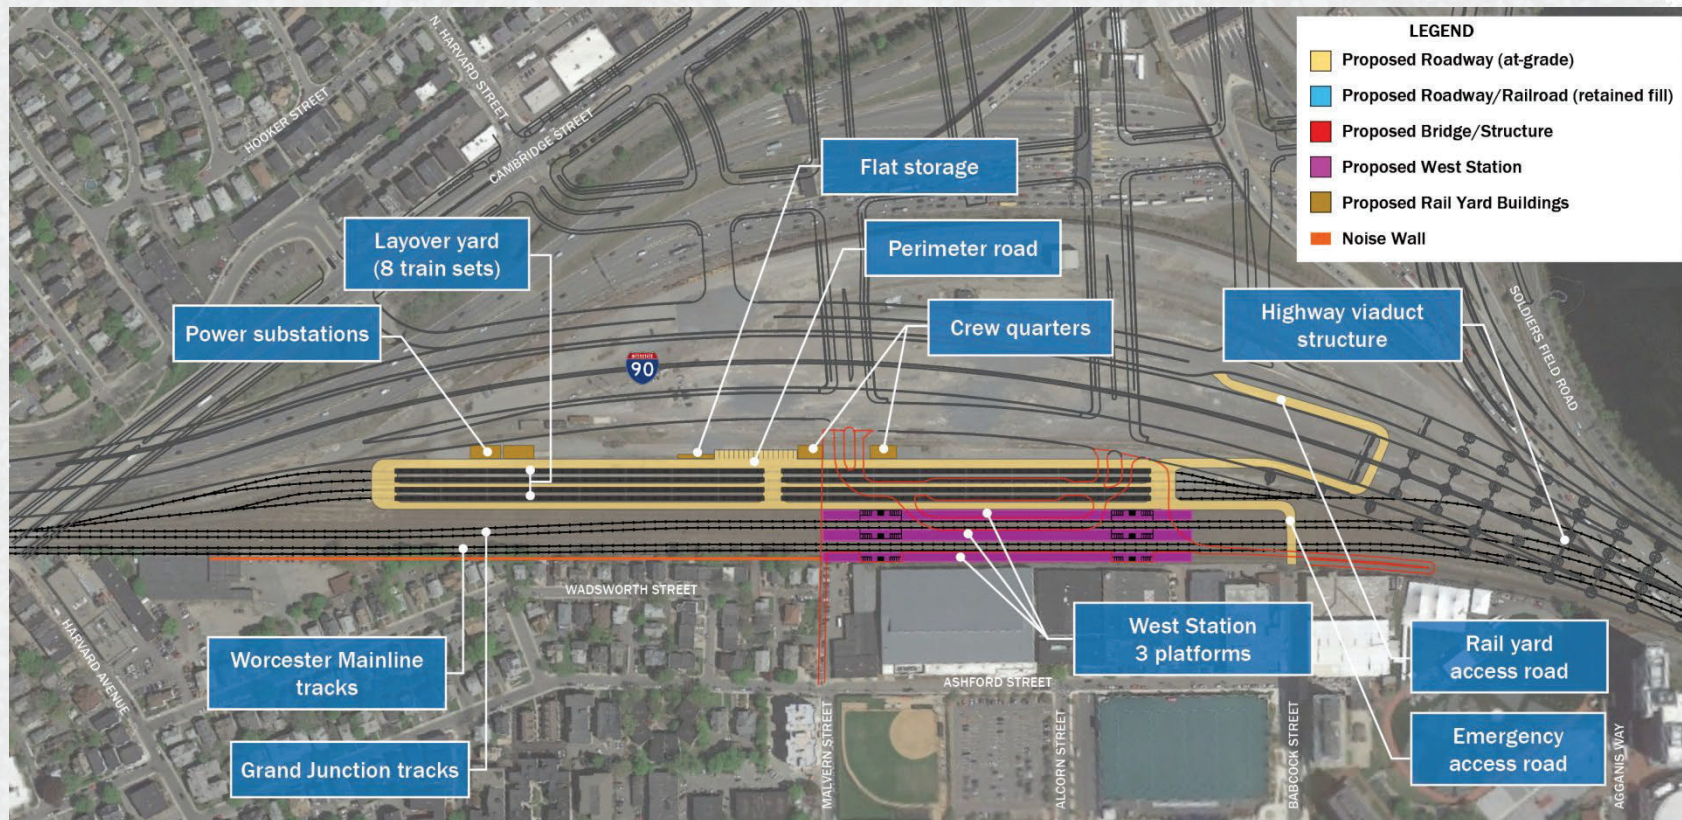 LEGEND
Proposed Roadway (at-grade)
Proposed Roadway/Railroad (retained fill)
Proposed Bridge/Structure
Proposed West Station
Proposed Rail Yard Buildings
Noise Wall
N HARVARD STREET
HOOKER STREET
CAMBRIDGE STREET
Flat storage
Layover yard
(8 train sets)
Perimeter road
Power substations
Crew quarters
Highway viaduct
structure
SOLDIERS FIELD ROAD
INTERSTATE
90
WADSWORTH STREET
HARVARD AVENUE
Worcester Mainline
tracks
West Station
3 platforms
Rail yard
access road
ASHFORD STREET
Grand Junction tracks
MALVERN STREET
ALCORN STREET
BABCOCK STREET
Emergency
access road
AGGANIS WAY